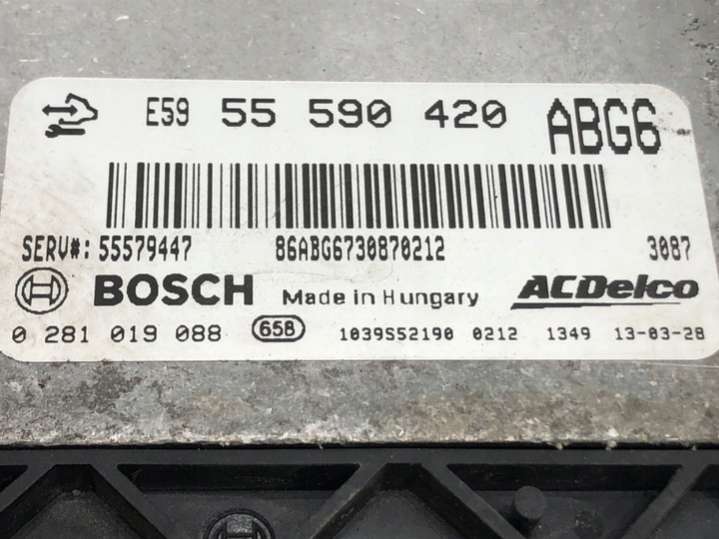 E59 55 590 420 ABG6
SERV#: 55579447 86ABG6730870212 3087
BOSCH Made in Hungary ACDelco
0 281 019 088 658 1039S52190 0212 1349 13-03-28